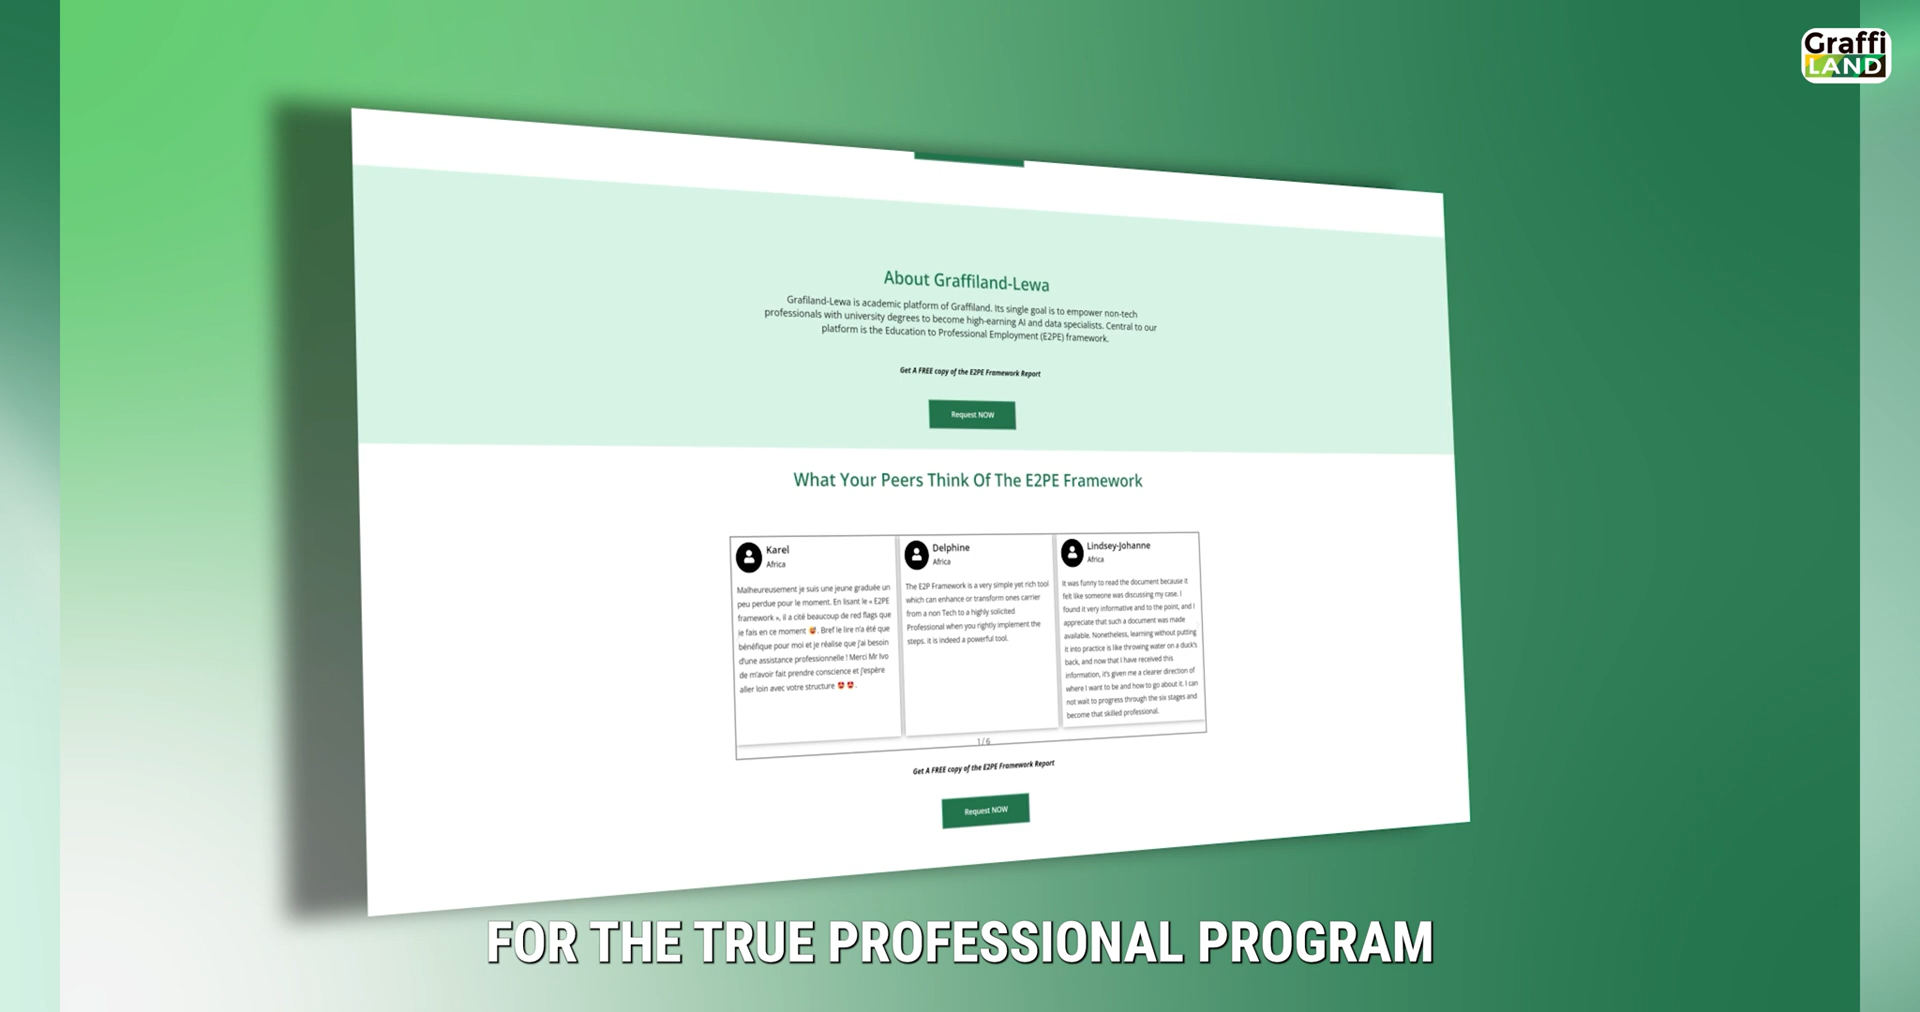 Graffi
LAND
About Graffiland-Lewa
Grafiland-Lewa is academic platform of Graffiland. Its single goal is to empower non-tech
professionals with university degrees to become high-earning AI and data specialists. Central to our
platform is the Education to Professional Employment (E2PE) framework.
Get A FREE copy of the E2PE Framework Report
Request NOW
What Your Peers Think Of The E2PE Framework
Karel
Africa
Malheureusement je suis une jeune graduée un
peu perdue pour le moment. En lisant le « E2PE
framework », il a cité beaucoup de red flags que
je fais en ce moment 😅. Bref le lire n'a été que
bénéfique pour moi et je réalise que j'ai besoin
d'une assistance professionnelle ! Merci Mr Ivo
de m'avoir fait prendre conscience et j'espère
aller loin avec votre structure 😍 😍.
Delphine
Africa
The E2P Framework is a very simple yet rich tool
which can enhance or transform ones carrier
from a non Tech to a highly solicited
Professional when you rightly implement the
steps. it is indeed a powerful tool.
Lindsey-Johanne
Africa
It was funny to read the document because it
felt like someone was discussing my case. I
found it very informative and to the point, and I
appreciate that such a document was made
available. Nonetheless, learning without putting
it into practice is like throwing water on a duck's
back, and now that I have received this
information, it's given me a clearer direction of
where I want to be and how to go about it. I can
not wait to progress through the six stages and
become that skilled professional.
1/6
Get A FREE copy of the E2PE Framework Report
Request NOW
FOR THE TRUE PROFESSIONAL PROGRAM